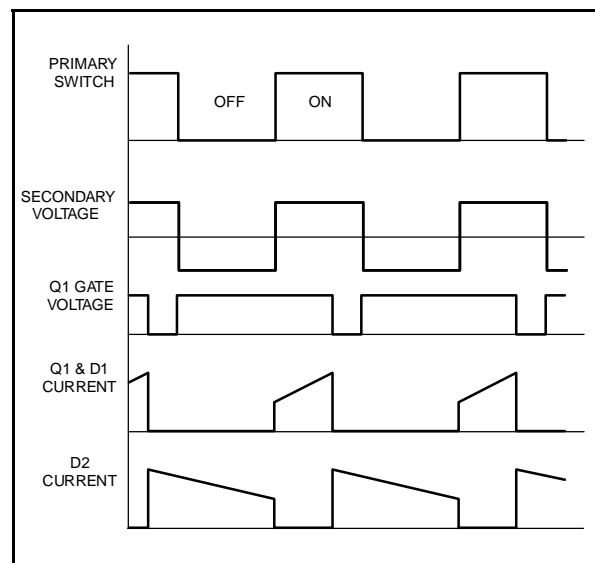 PRIMARY
SWITCH
OFF
ON
SECONDARY
VOLTAGE
Q1 GATE
VOLTAGE
Q1 & D1
CURRENT
D2
CURRENT